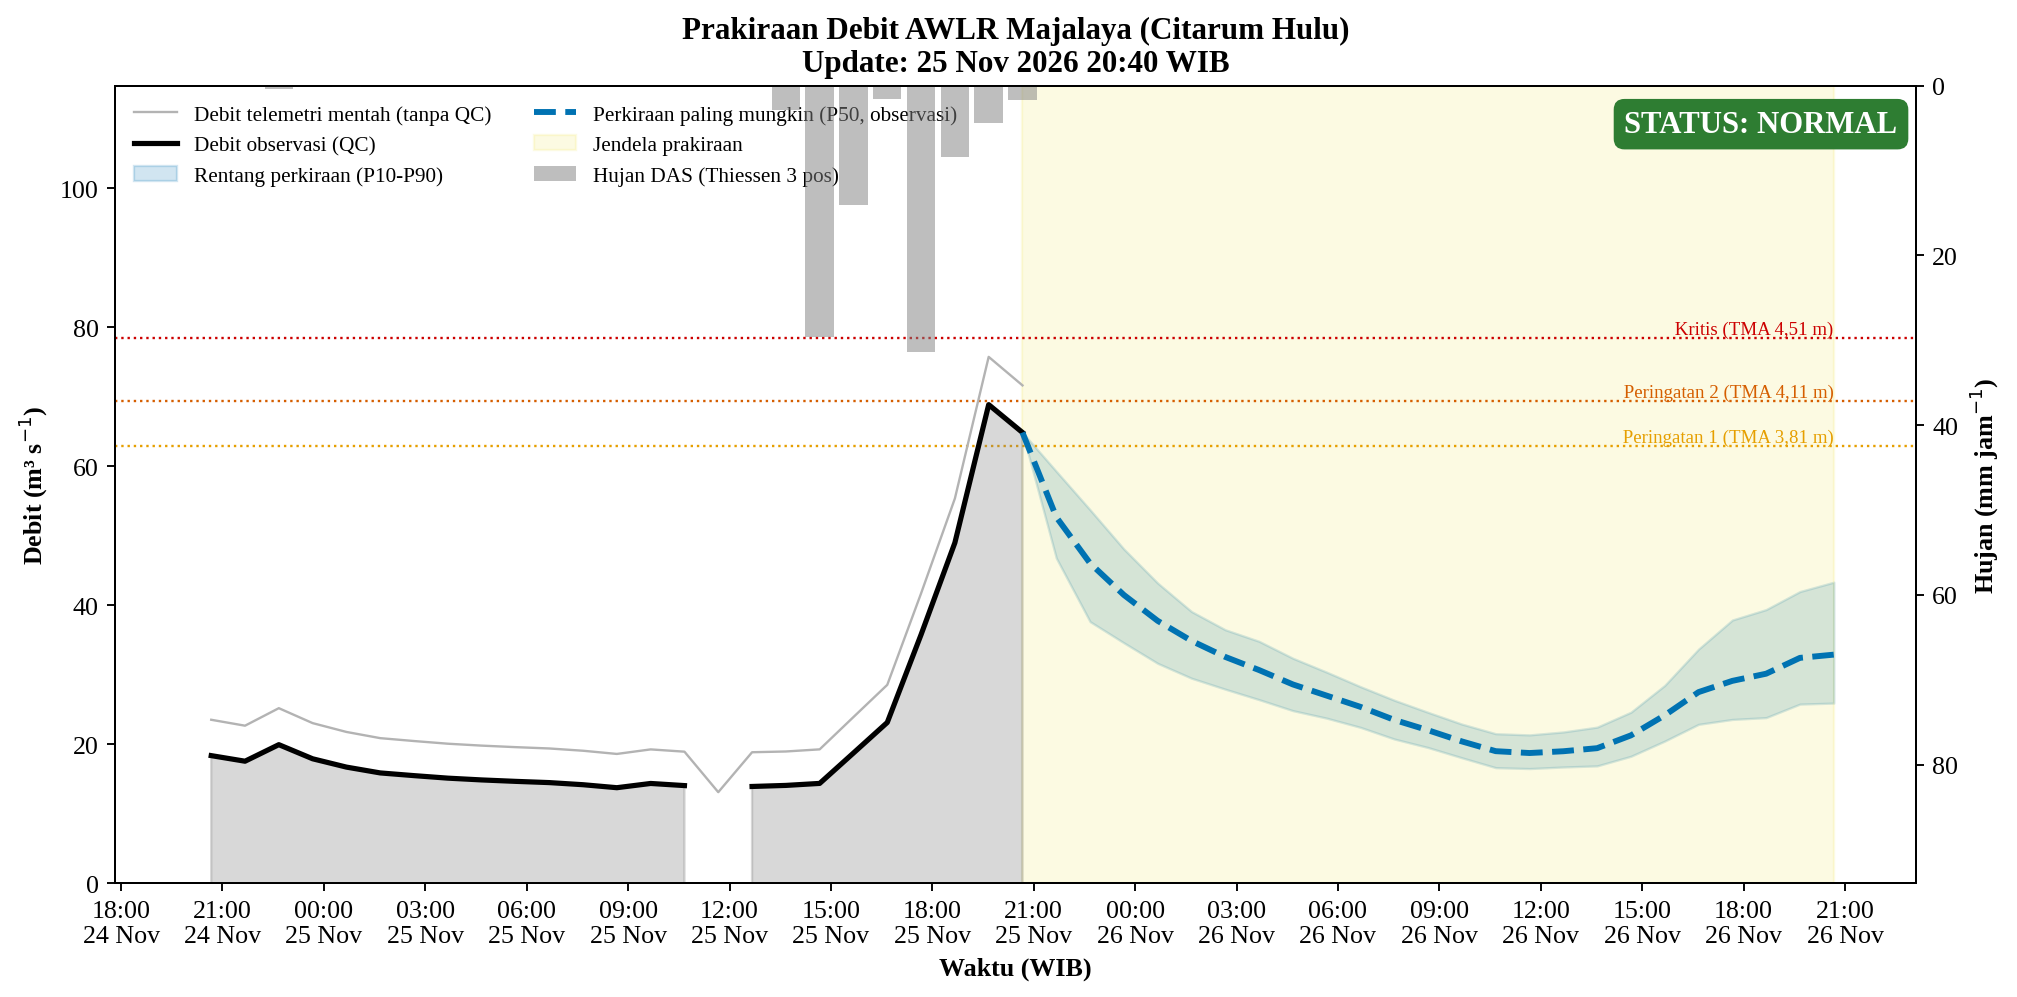 Prakiraan Debit AWLR Majalaya (Citarum Hulu)
Update: 25 Nov 2026 20:40 WIB
Debit telemetri mentah (tanpa QC)
Debit observasi (QC)
Rentang perkiraan (P10-P90)
Perkiraan paling mungkin (P50, observasi)
Jendela prakiraan
Hujan DAS (Thiessen 3 pos)
STATUS: NORMAL
Kritis (TMA 4,51 m)
Peringatan 2 (TMA 4,11 m)
Peringatan 1 (TMA 3,81 m)
Debit (m³ s⁻¹)
100
80
60
40
20
0
Hujan (mm jam⁻¹)
0
20
40
60
80
18:00 21:00 00:00 03:00 06:00 09:00 12:00 15:00 18:00 21:00 00:00 03:00 06:00 09:00 12:00 15:00 18:00 21:00
24 Nov 24 Nov 25 Nov 25 Nov 25 Nov 25 Nov 25 Nov 25 Nov 25 Nov 25 Nov 26 Nov 26 Nov 26 Nov 26 Nov 26 Nov 26 Nov 26 Nov 26 Nov
Waktu (WIB)